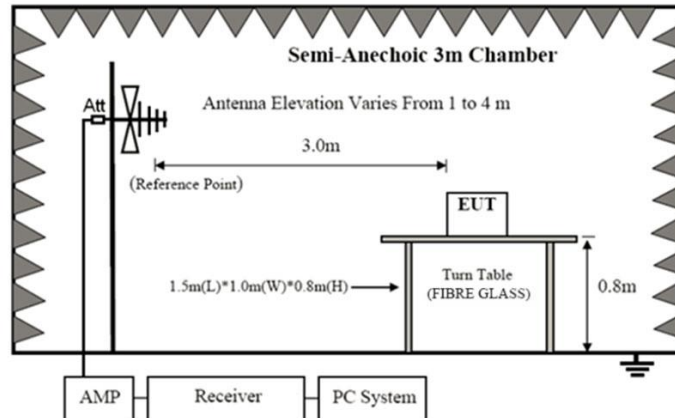 Semi-Anechoic 3m Chamber
Att
Antenna Elevation Varies From 1 to 4 m
3.0m
(Reference Point)
EUT
1.5m(L)*1.0m(W)*0.8m(H)
Turn Table
(FIBRE GLASS)
0.8m
AMP
Receiver
PC System